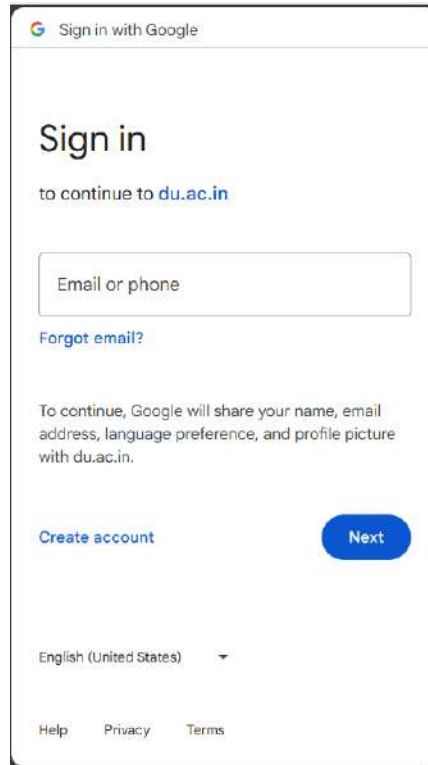 Sign in with Google
Sign in
to continue to du.ac.in
Email or phone
Forgot email?
To continue, Google will share your name, email
address, language preference, and profile picture
with du.ac.in.
Create account
Next
English (United States)
Help Privacy Terms